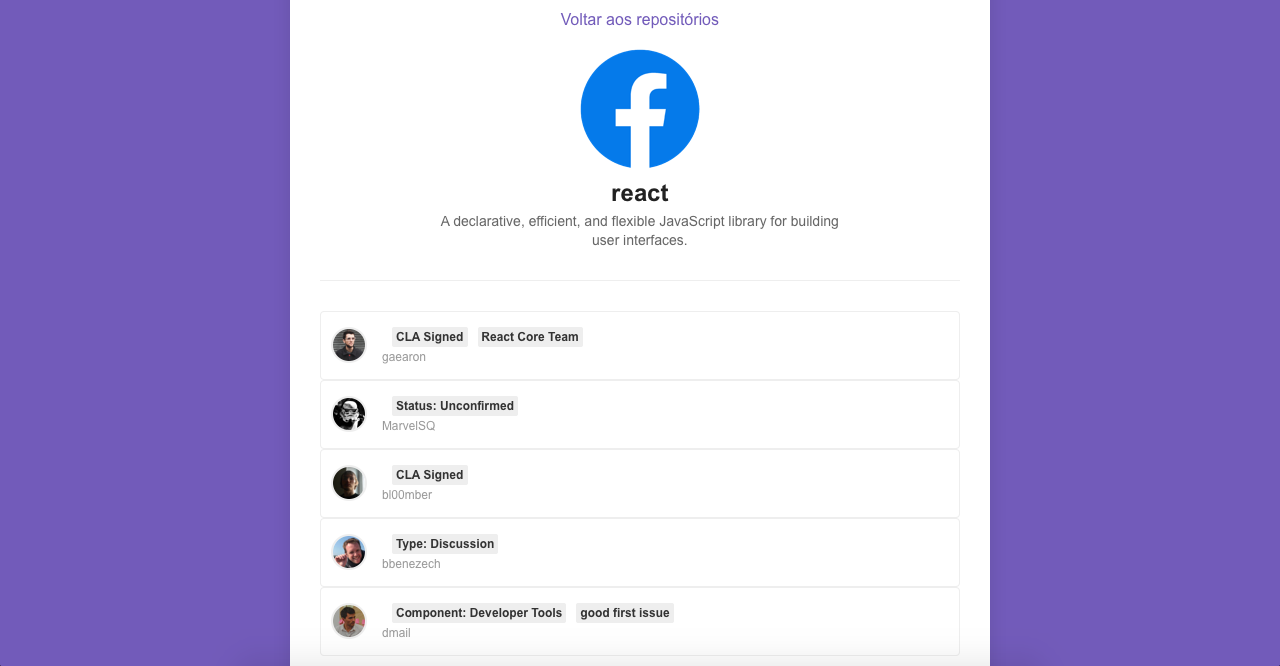 Voltar aos repositórios
react
A declarative, efficient, and flexible JavaScript library for building
user interfaces.
CLA Signed React Core Team
gaearon
Status: Unconfirmed
MarvelSQ
CLA Signed
bl00mber
Type: Discussion
bbenezech
Component: Developer Tools good first issue
dmail